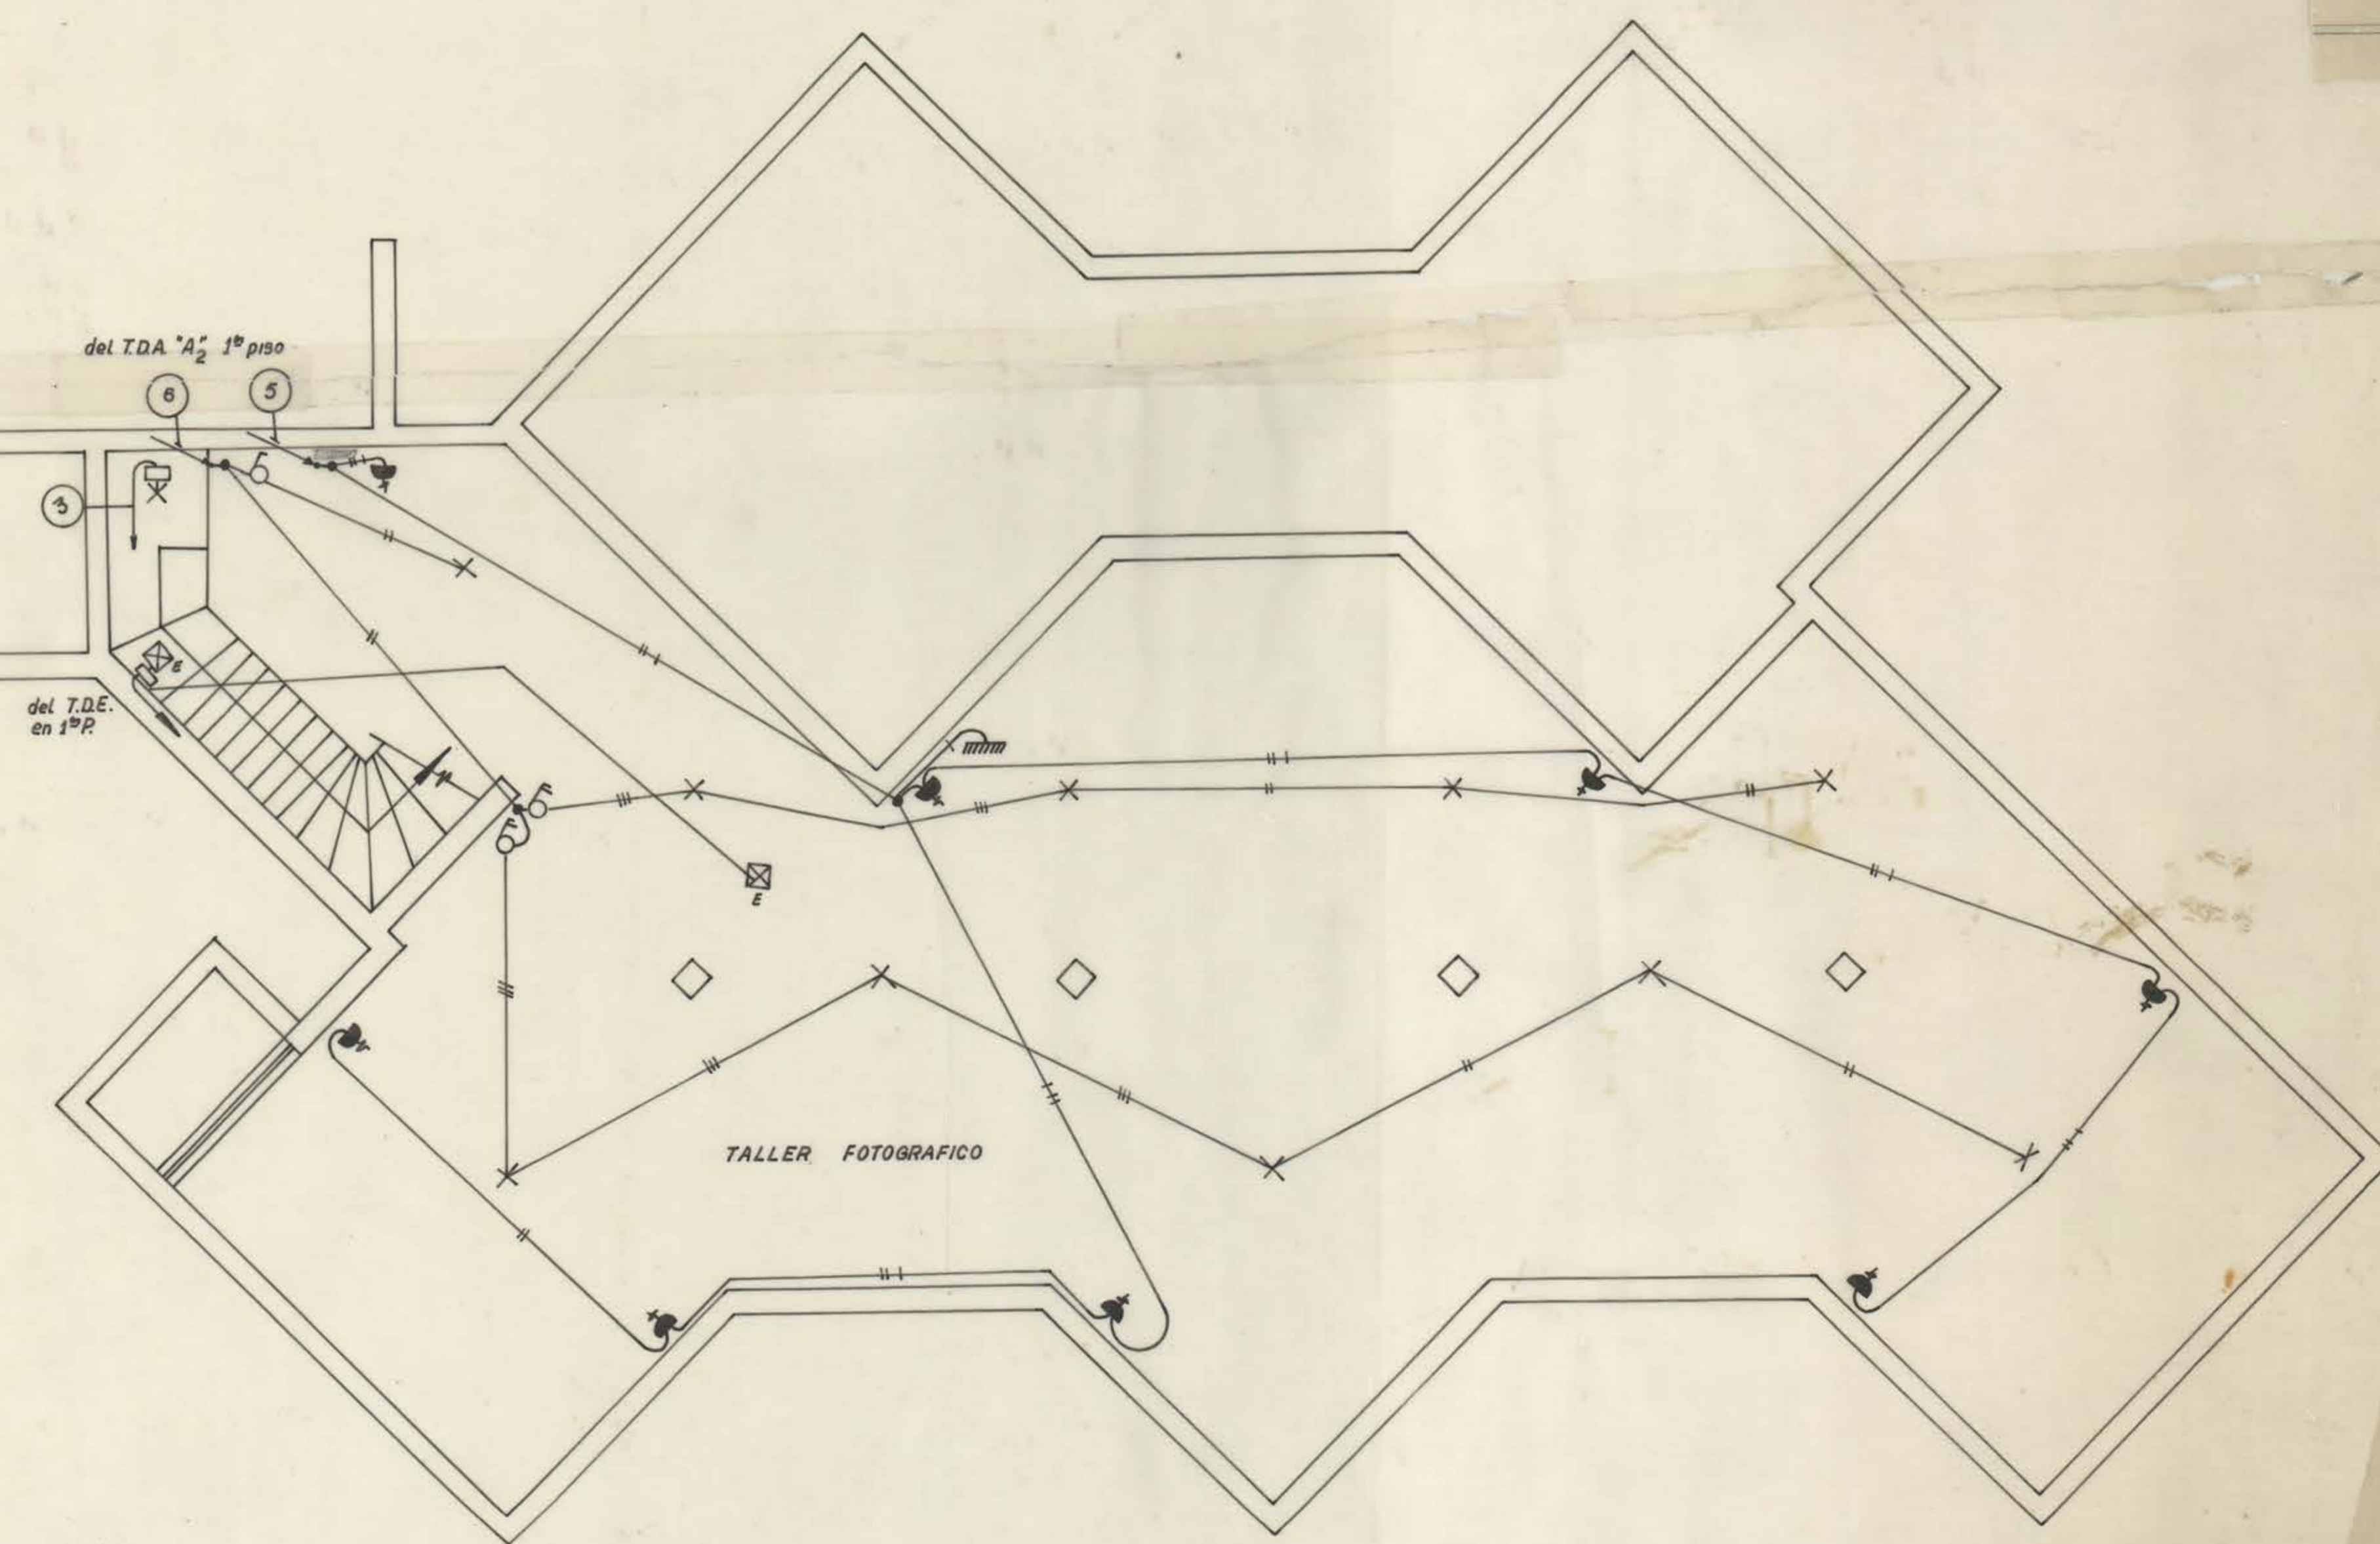 del T.D.A. "A2" 1er piso
6
5
3
E
del T.D.E.
en 1er P.
E
TALLER FOTOGRAFICO